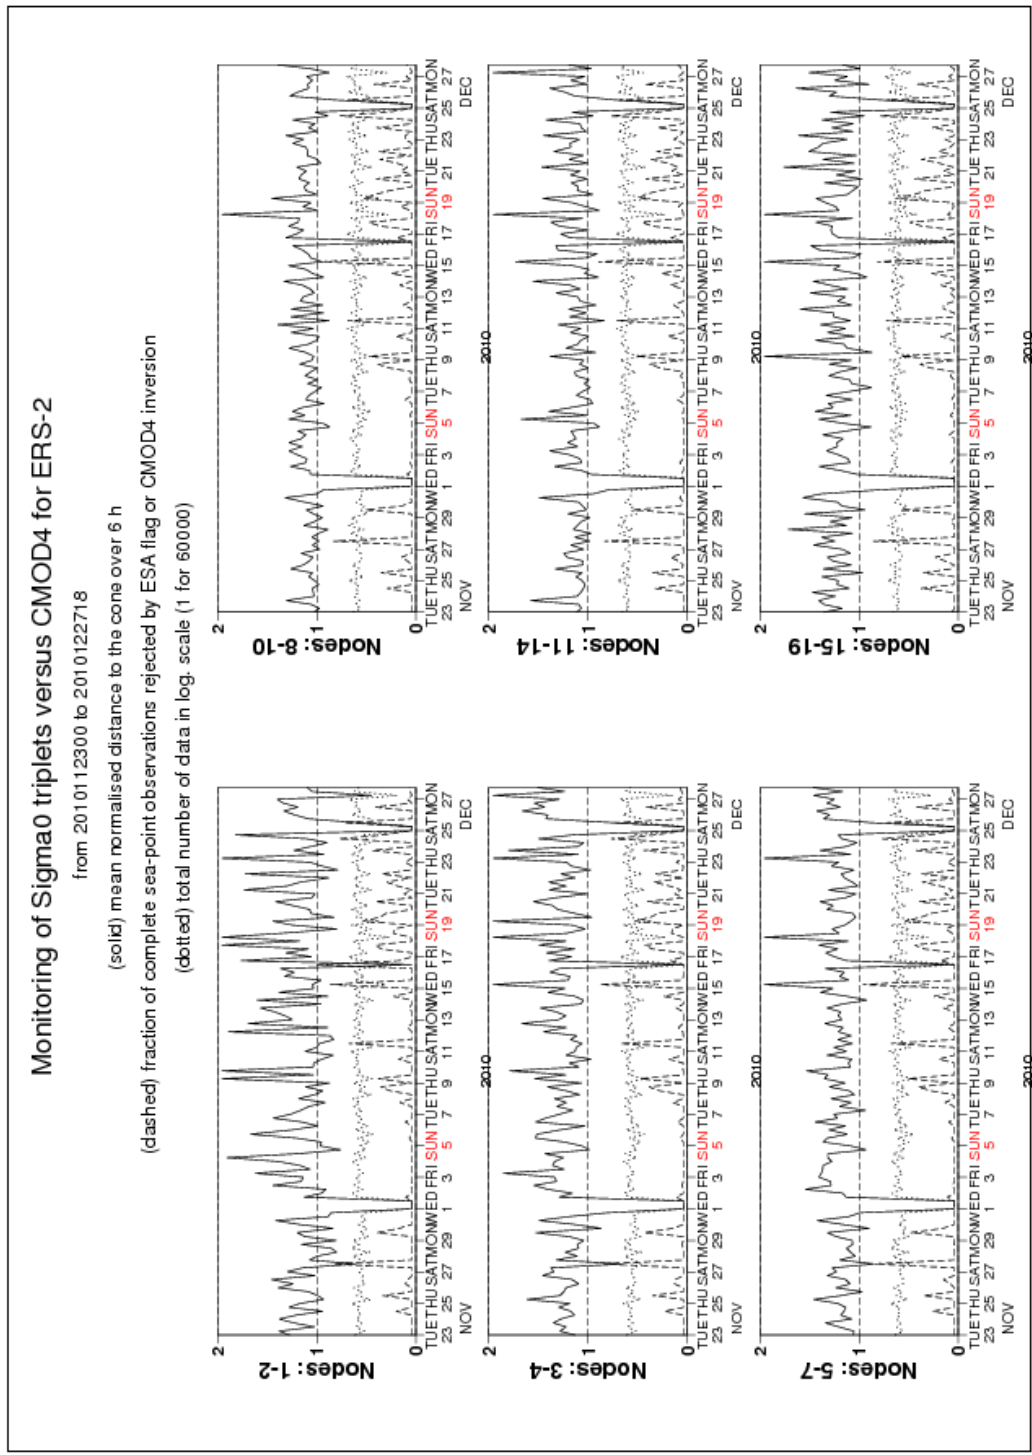 Monitoring of Sigma0 triplets versus CMOD4 for ERS-2
from 2010112300 to 2010122718
(solid) mean normalised distance to the cone over 6 h
(dashed) fraction of complete sea-point observations rejected by ESA flag or CMOD4 inversion
(dotted) total number of data in log. scale (1 for 60000)
Nodes: 1-2
2
1
0
TUE THU SAT MON WED FRI SUN TUE THU SAT MON WED FRI SUN TUE THU SAT MON
23 25 27 29 1 3 5 7 9 11 13 15 17 19 21 23 25 27
NOV DEC
2010
Nodes: 8-10
2
1
0
TUE THU SAT MON WED FRI SUN TUE THU SAT MON WED FRI SUN TUE THU SAT MON
23 25 27 29 1 3 5 7 9 11 13 15 17 19 21 23 25 27
NOV DEC
2010
Nodes: 3-4
2
1
0
TUE THU SAT MON WED FRI SUN TUE THU SAT MON WED FRI SUN TUE THU SAT MON
23 25 27 29 1 3 5 7 9 11 13 15 17 19 21 23 25 27
NOV DEC
2010
Nodes: 11-14
2
1
0
TUE THU SAT MON WED FRI SUN TUE THU SAT MON WED FRI SUN TUE THU SAT MON
23 25 27 29 1 3 5 7 9 11 13 15 17 19 21 23 25 27
NOV DEC
2010
Nodes: 5-7
2
1
0
TUE THU SAT MON WED FRI SUN TUE THU SAT MON WED FRI SUN TUE THU SAT MON
23 25 27 29 1 3 5 7 9 11 13 15 17 19 21 23 25 27
NOV DEC
2010
Nodes: 15-19
2
1
0
TUE THU SAT MON WED FRI SUN TUE THU SAT MON WED FRI SUN TUE THU SAT MON
23 25 27 29 1 3 5 7 9 11 13 15 17 19 21 23 25 27
NOV DEC
2010